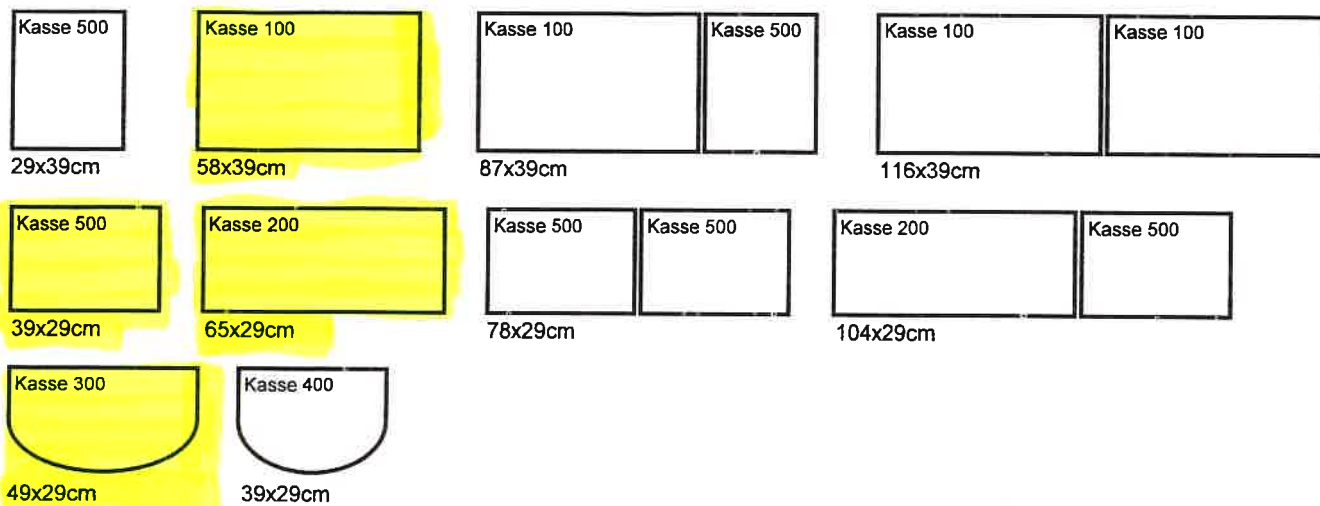 Kasse 500
Kasse 100
Kasse 100
Kasse 500
Kasse 100
Kasse 100
29x39cm
58x39cm
87x39cm
116x39cm
Kasse 500
Kasse 200
Kasse 500
Kasse 500
Kasse 200
Kasse 500
39x29cm
65x29cm
78x29cm
104x29cm
Kasse 300
Kasse 400
49x29cm
39x29cm